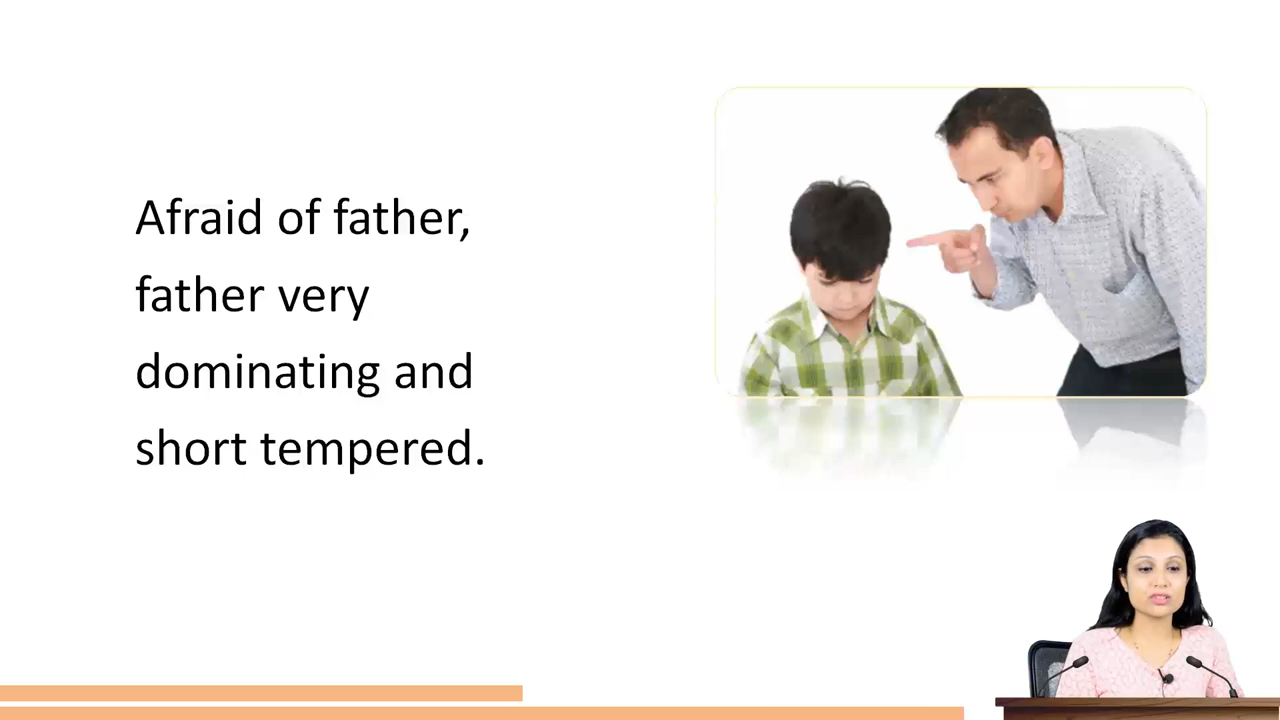 Afraid of father,
father very
dominating and
short tempered.